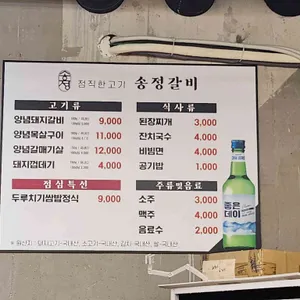 정직한고기 송정갈비
고기류
양념돼지갈비 9,000
양념목살구이 11,000
양념갈매기살 12,000
돼지껍데기 4,000
점심특선
두루치기쌈밥정식 9,000
식사류
된장찌개 3,000
잔치국수 4,000
비빔면 4,000
공기밥 1,000
주류및음료
소주 3,000
맥주 4,000
음료수 2,000
좋은
데이